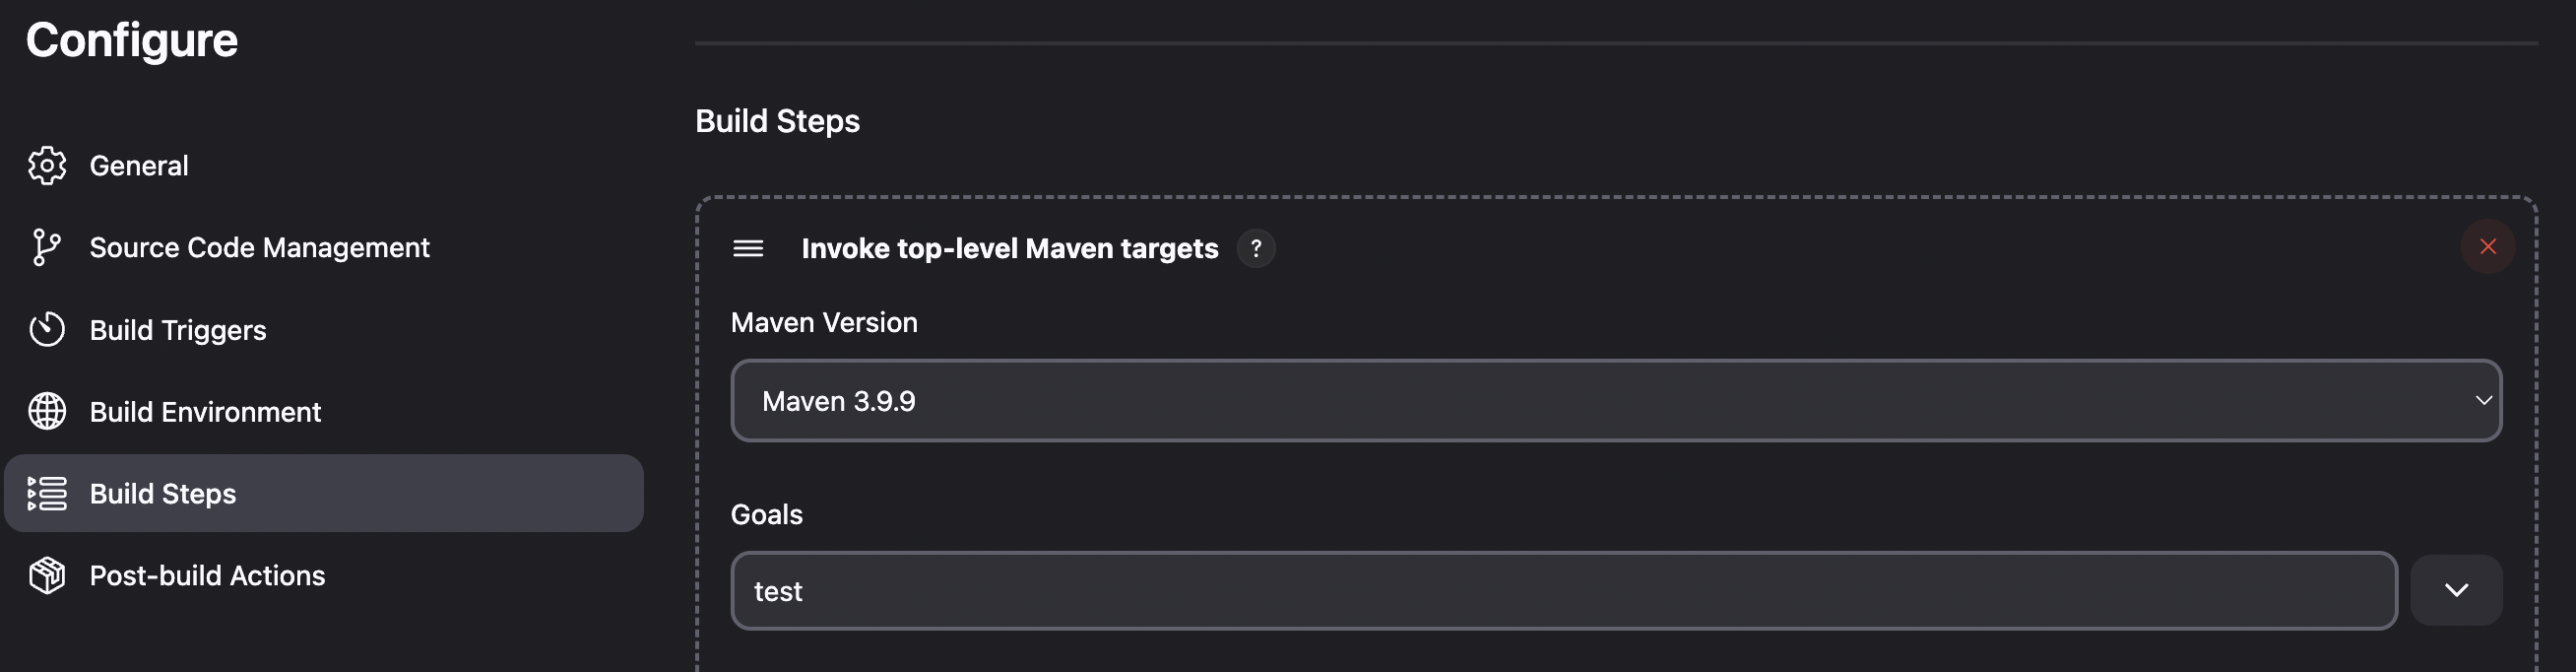 Configure
General
Source Code Management
Build Triggers
Build Environment
Build Steps
Post-build Actions
Build Steps
Invoke top-level Maven targets ?
Maven Version
Maven 3.9.9
Goals
test